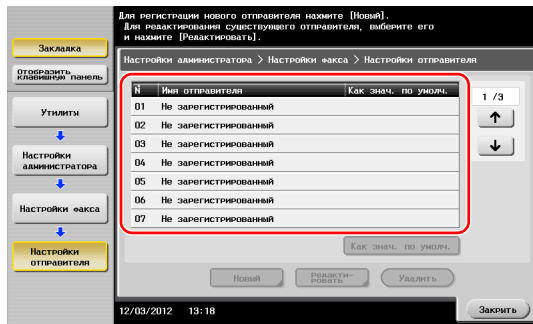 Для регистрации нового отправителя нажмите [Новый].
Для редактирования существующего отправителя, выберите его
и нажмите [Редактировать].
Закладка
Отобразить
клавишную панель
Утилиты
Настройки
администратора
Настройки факса
Настройки
отправителя
Настройки администратора > Настройки факса > Настройки отправителя
N Имя отправителя Как знач. по умолч.
01 Не зарегистрированный
02 Не зарегистрированный
03 Не зарегистрированный
04 Не зарегистрированный
05 Не зарегистрированный
06 Не зарегистрированный
07 Не зарегистрированный
1 /3
↑
↓
Как знач. по умолч.
Новый
Редакти-
ровать
Удалить
12/03/2012 13:18
Закрыть